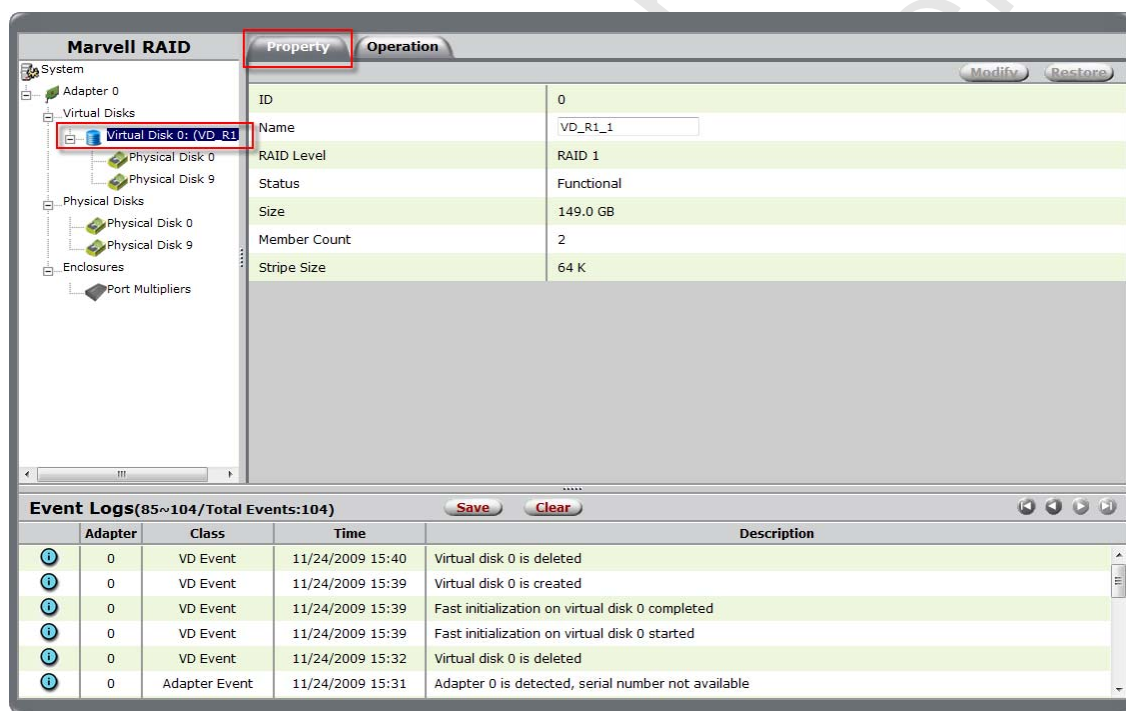 Marvell RAID
Property
Operation
Modify
Restore
System
Adapter 0
Virtual Disks
Virtual Disk 0: (VD_R1
Physical Disk 0
Physical Disk 9
Physical Disks
Physical Disk 0
Physical Disk 9
Enclosures
Port Multipliers
ID 0
Name VD_R1_1
RAID Level RAID 1
Status Functional
Size 149.0 GB
Member Count 2
Stripe Size 64 K
Event Logs(85~104/Total Events:104) Save Clear
Adapter Class Time Description
0 VD Event 11/24/2009 15:40 Virtual disk 0 is deleted
0 VD Event 11/24/2009 15:39 Virtual disk 0 is created
0 VD Event 11/24/2009 15:39 Fast initialization on virtual disk 0 completed
0 VD Event 11/24/2009 15:39 Fast initialization on virtual disk 0 started
0 VD Event 11/24/2009 15:32 Virtual disk 0 is deleted
0 Adapter Event 11/24/2009 15:31 Adapter 0 is detected, serial number not available